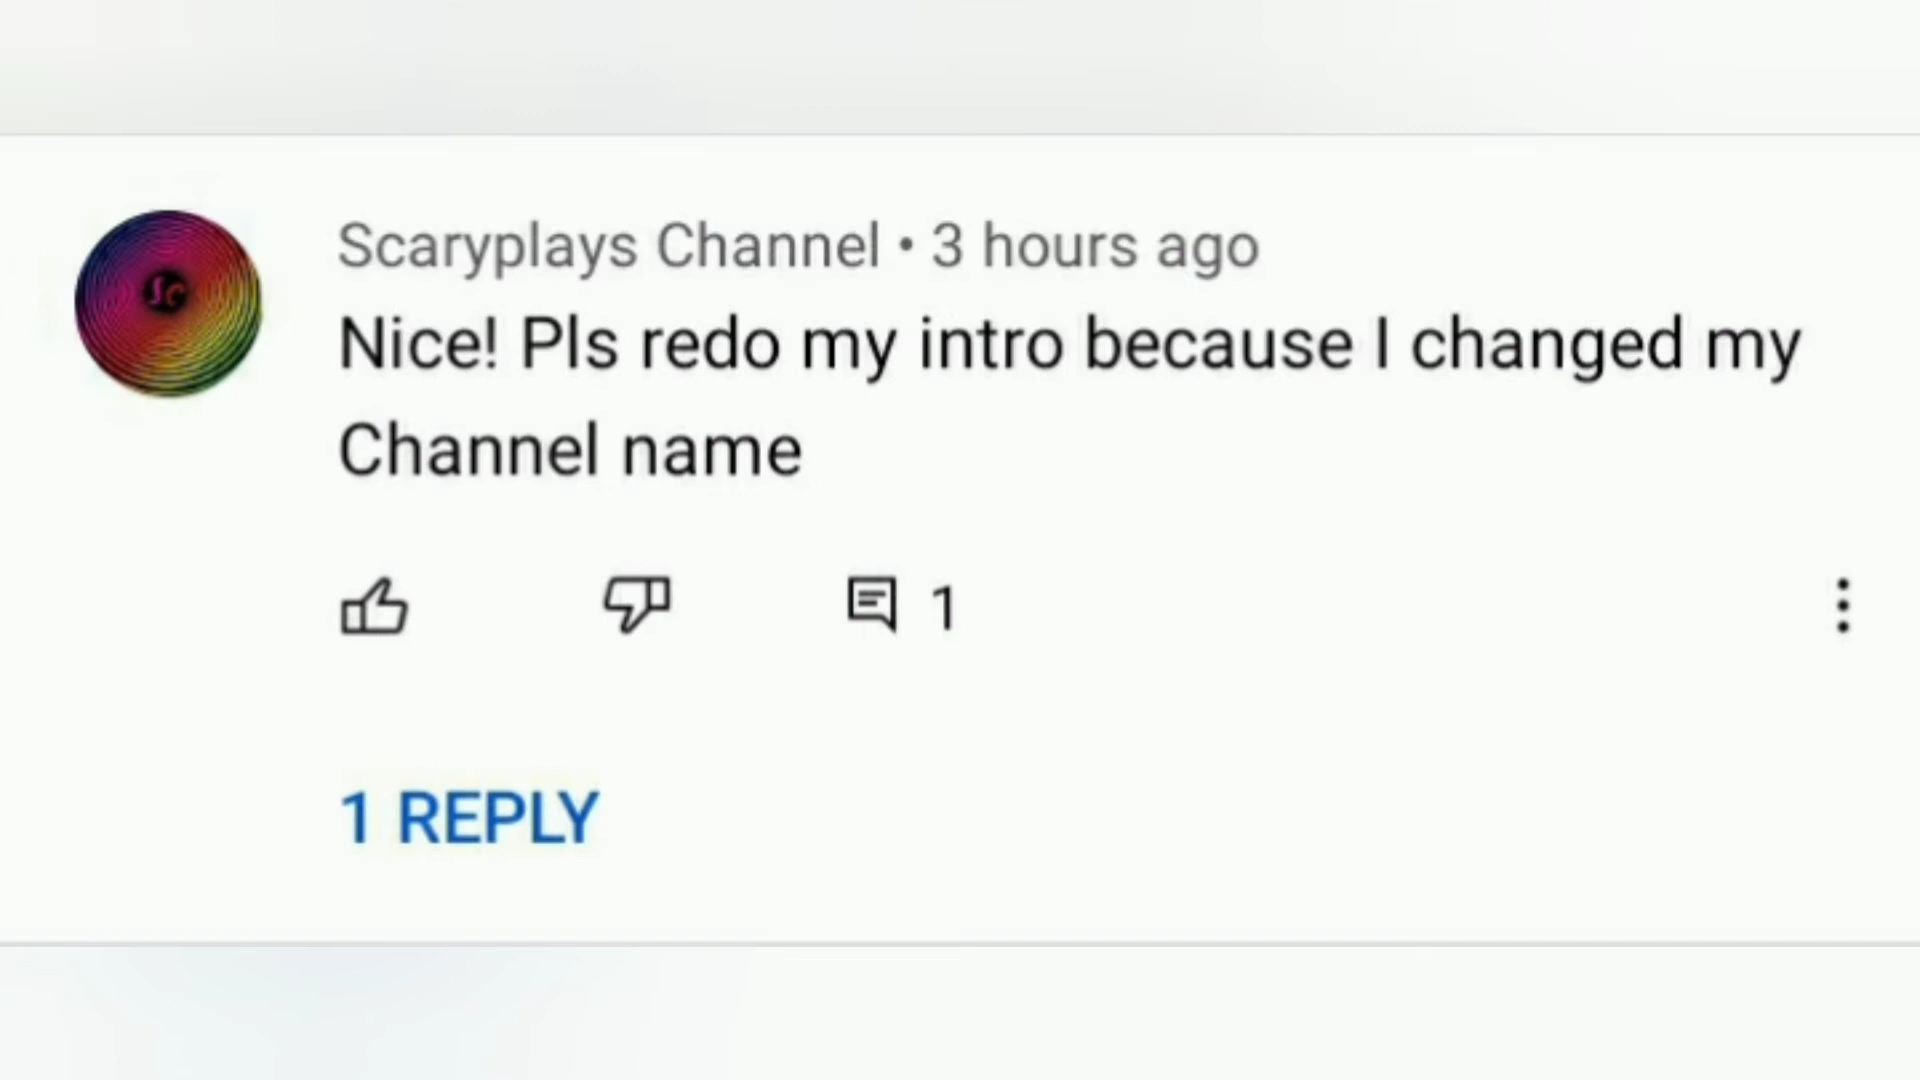 Scaryplays Channel • 3 hours ago
Nice! Pls redo my intro because I changed my
Channel name
1
1 REPLY